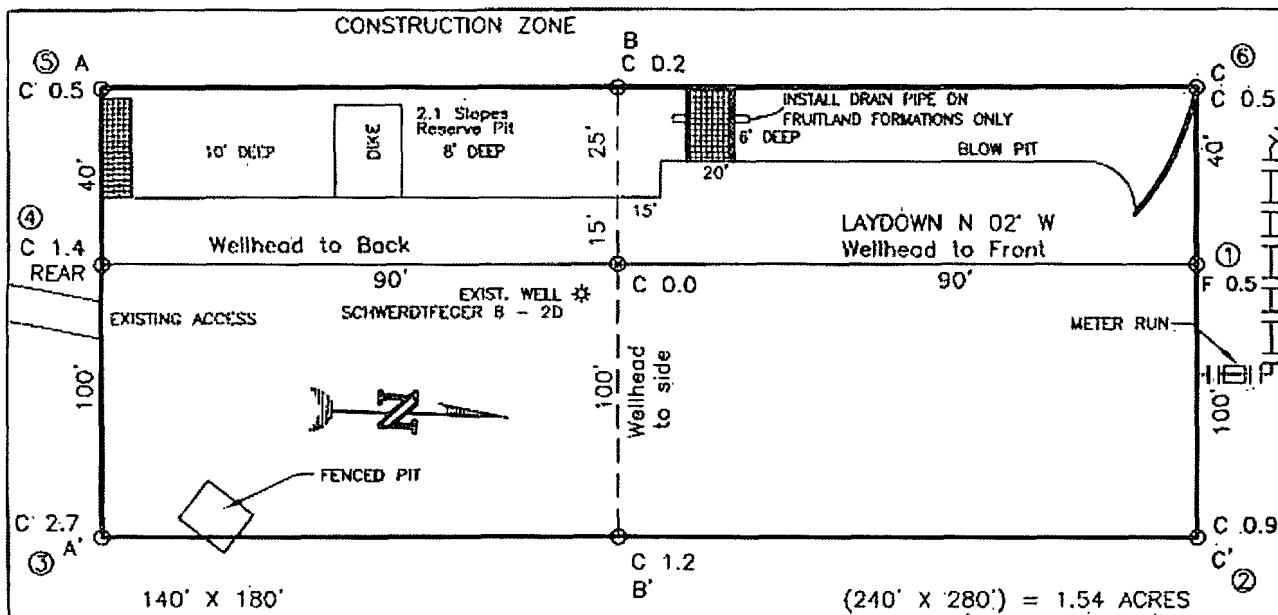 CONSTRUCTION ZONE
⑤ A
C 0.5
B
C 0.2
C ⑥
C 0.5
10' DEEP
DIKE
2.1 Slopes
Reserve Pit
8' DEEP
25'
INSTALL DRAIN PIPE ON
FRUITLAND FORMATIONS ONLY
6' DEEP
20'
BLOW PIT
40'
40'
15'
15'
④
C 1.4
REAR
Wellhead to Back
90'
LAYDOWN N 02° W
Wellhead to Front
90'
①
F 0.5
C 0.0
EXIST. WELL
SCHWERDTFEGER B - 2D
EXISTING ACCESS
METER RUN
100'
100'
Wellhead
to side
100'
N
FENCED PIT
C 2.7
A'
③
C 1.2
B'
C 0.9
C'
②
140' X 180'
(240' X 280') = 1.54 ACRES